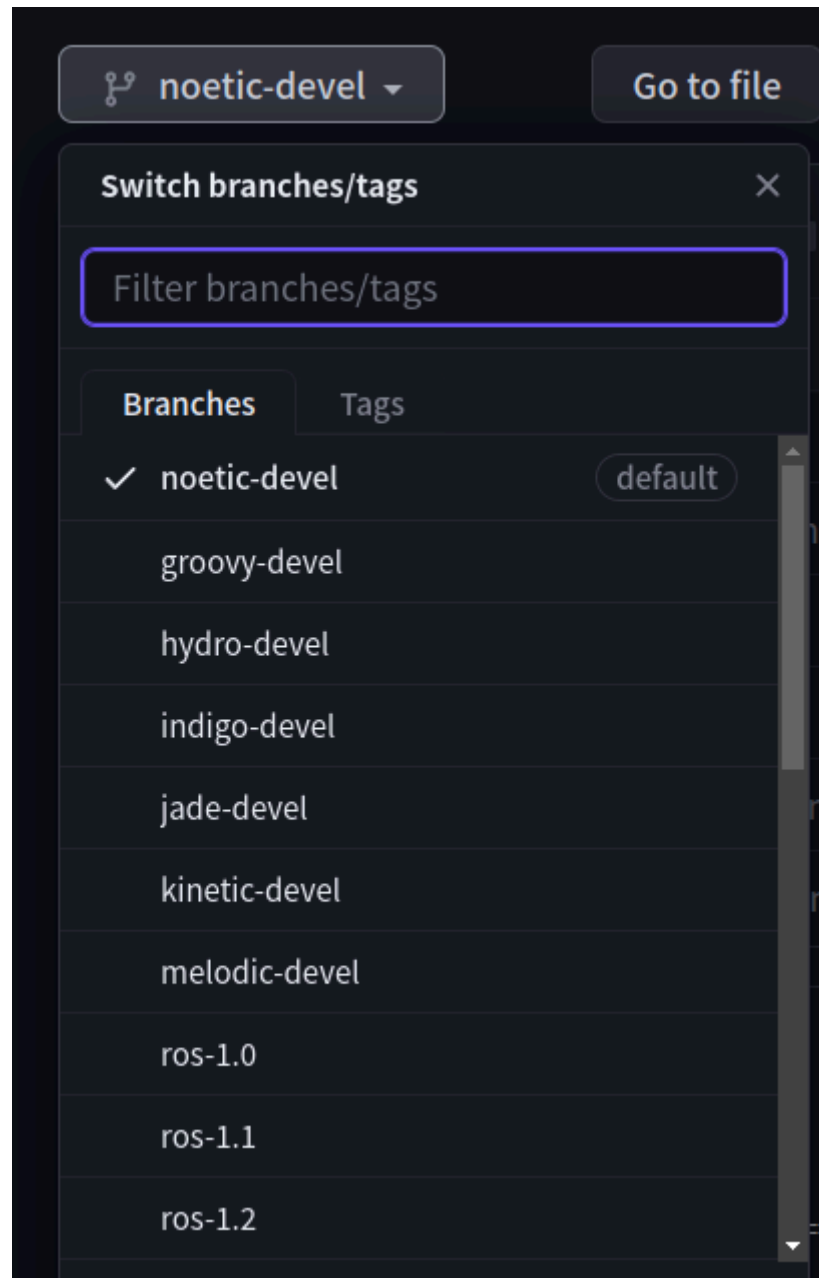 noetic-devel
Go to file
Switch branches/tags
Filter branches/tags
Branches Tags
noetic-devel default
groovy-devel
hydro-devel
indigo-devel
jade-devel
kinetic-devel
melodic-devel
ros-1.0
ros-1.1
ros-1.2